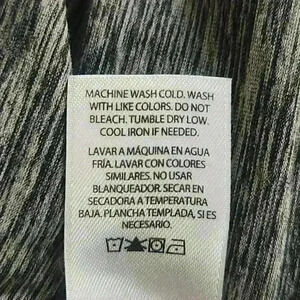 MACHINE WASH COLD. WASH
WITH LIKE COLORS. DO NOT
BLEACH. TUMBLE DRY LOW.
COOL IRON IF NEEDED.
LAVAR A MÁQUINA EN AGUA
FRÍA. LAVAR CON COLORES
SIMILARES. NO USAR
BLANQUEADOR. SECAR EN
SECADORA A TEMPERATURA
BAJA. PLANCHA TEMPLADA, SI ES
NECESARIO.